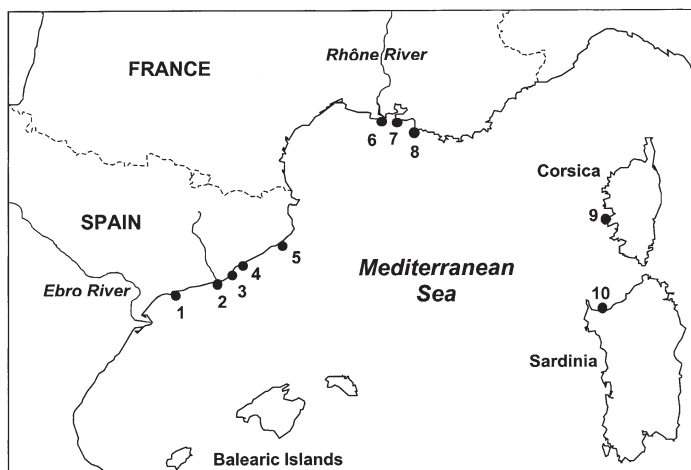 Rhône River
FRANCE
6
7
8
Corsica
SPAIN
9
5
4
Mediterranean
Sea
3
Ebro River
2
10
1
Sardinia
Balearic Islands